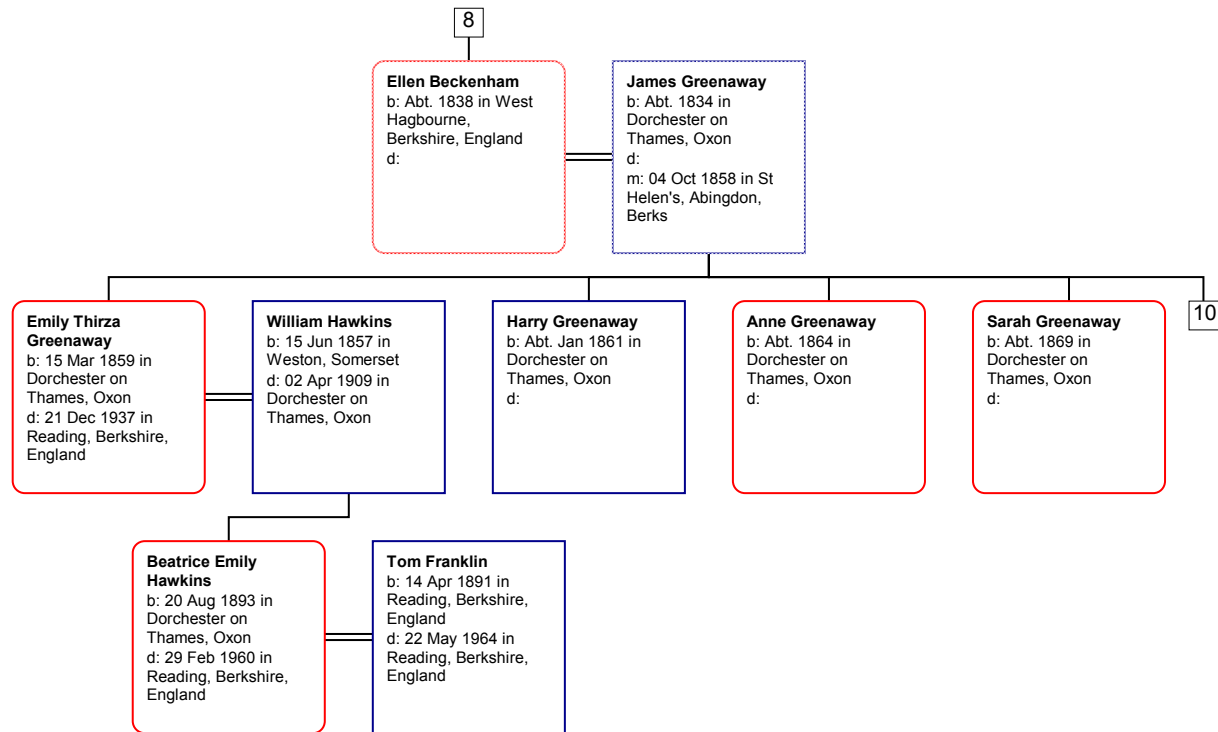 8
Ellen Beckenham
b: Abt. 1838 in West
Hagbourne,
Berkshire, England
d:
James Greenaway
b: Abt. 1834 in
Dorchester on
Thames, Oxon
d:
m: 04 Oct 1858 in St
Helen's, Abingdon,
Berks
Emily Thirza
Greenaway
b: 15 Mar 1859 in
Dorchester on
Thames, Oxon
d: 21 Dec 1937 in
Reading, Berkshire,
England
William Hawkins
b: 15 Jun 1857 in
Weston, Somerset
d: 02 Apr 1909 in
Dorchester on
Thames, Oxon
Harry Greenaway
b: Abt. Jan 1861 in
Dorchester on
Thames, Oxon
d:
Anne Greenaway
b: Abt. 1864 in
Dorchester on
Thames, Oxon
d:
Sarah Greenaway
b: Abt. 1869 in
Dorchester on
Thames, Oxon
d:
10
Beatrice Emily
Hawkins
b: 20 Aug 1893 in
Dorchester on
Thames, Oxon
d: 29 Feb 1960 in
Reading, Berkshire,
England
Tom Franklin
b: 14 Apr 1891 in
Reading, Berkshire,
England
d: 22 May 1964 in
Reading, Berkshire,
England